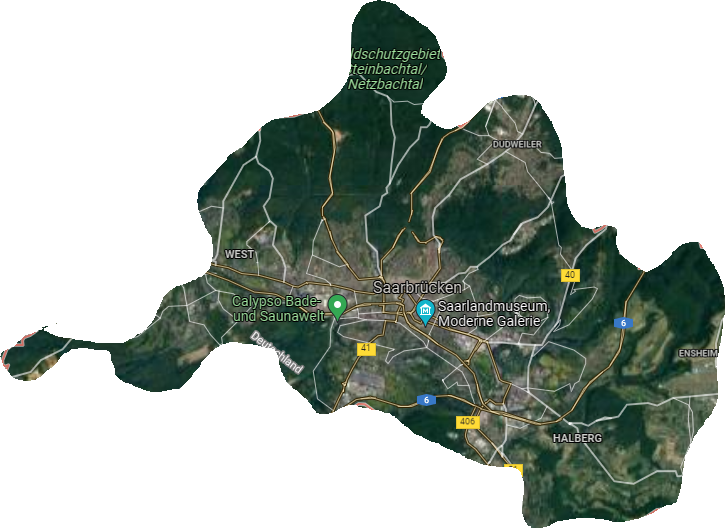 ldschutzgebiet
teinbachtal/
Netzbachtal
DUDWEILER
WEST
40
Saarbrücken
Calypso Bade-
und Saunawelt
Saarlandmuseum,
Moderne Galerie
6
Deutschland
41
ENSHEIM
6
406
HALBERG